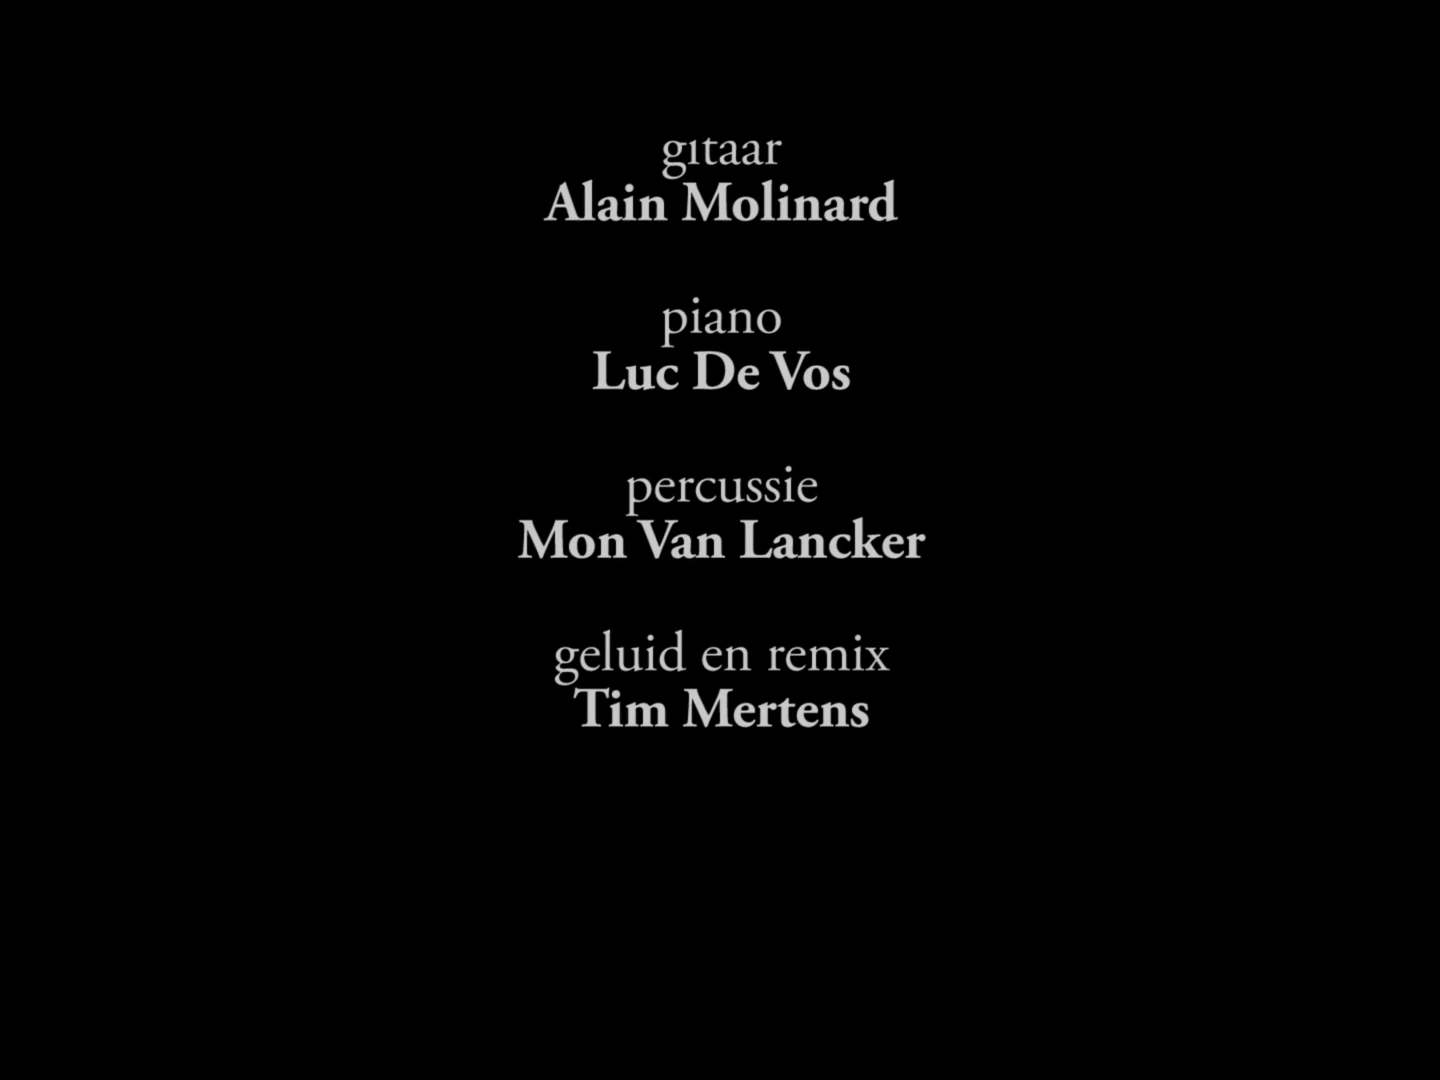 gitaar
Alain Molinard
piano
Luc De Vos
percussie
Mon Van Lancker
geluid en remix
Tim Mertens